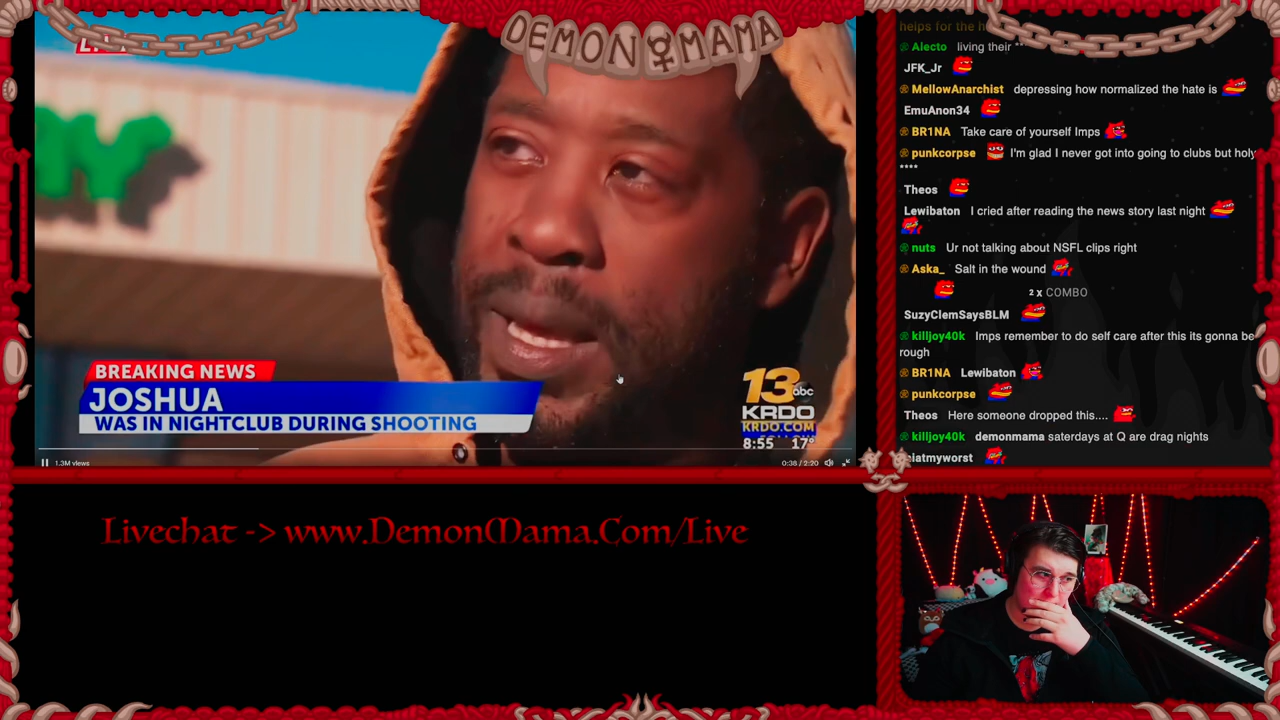 DEMON MAMA
LIVE
BREAKING NEWS
JOSHUA
WAS IN NIGHTCLUB DURING SHOOTING
13 abc
KRDO
KRDO.COM
8:55 17°
1.3M views
0:38 / 2:20
helps for the h
Alecto living their **
JFK_Jr
MellowAnarchist depressing how normalized the hate is
EmuAnon34
BR1NA Take care of yourself Imps
punkcorpse I'm glad I never got into going to clubs but holy
****
Theos
Lewibaton I cried after reading the news story last night
nuts Ur not talking about NSFL clips right
Aska_ Salt in the wound
2 x COMBO
SuzyClemSaysBLM
killjoy40k Imps remember to do self care after this its gonna be
rough
BR1NA Lewibaton
punkcorpse
Theos Here someone dropped this....
killjoy40k demonmama saterdays at Q are drag nights
iatmyworst
Livechat -> www.DemonMama.Com/Live